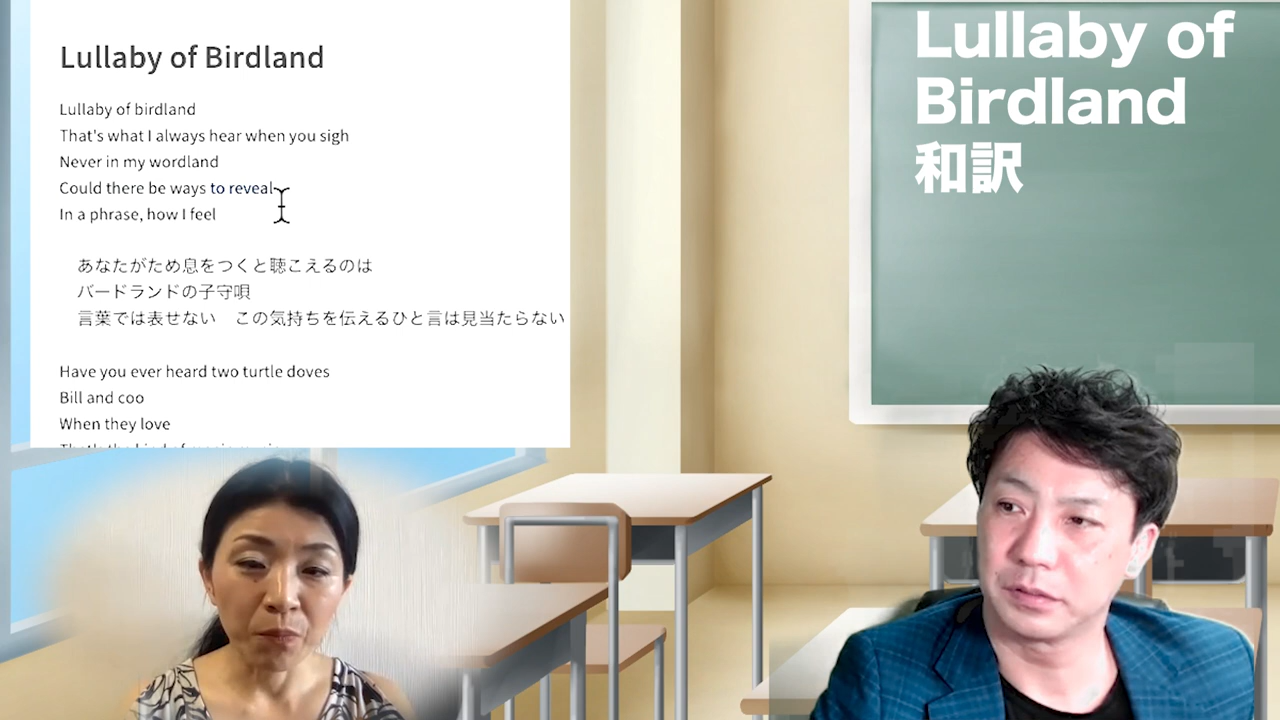 Lullaby of Birdland
Lullaby of birdland
That's what I always hear when you sigh
Never in my wordland
Could there be ways to reveal
In a phrase, how I feel
あなたがため息をつくと聴こえるのは
バードランドの子守唄
言葉では表せない　この気持ちを伝えるひと言は見当たらない
Have you ever heard two turtle doves
Bill and coo
When they love
Lullaby of
Birdland
和訳